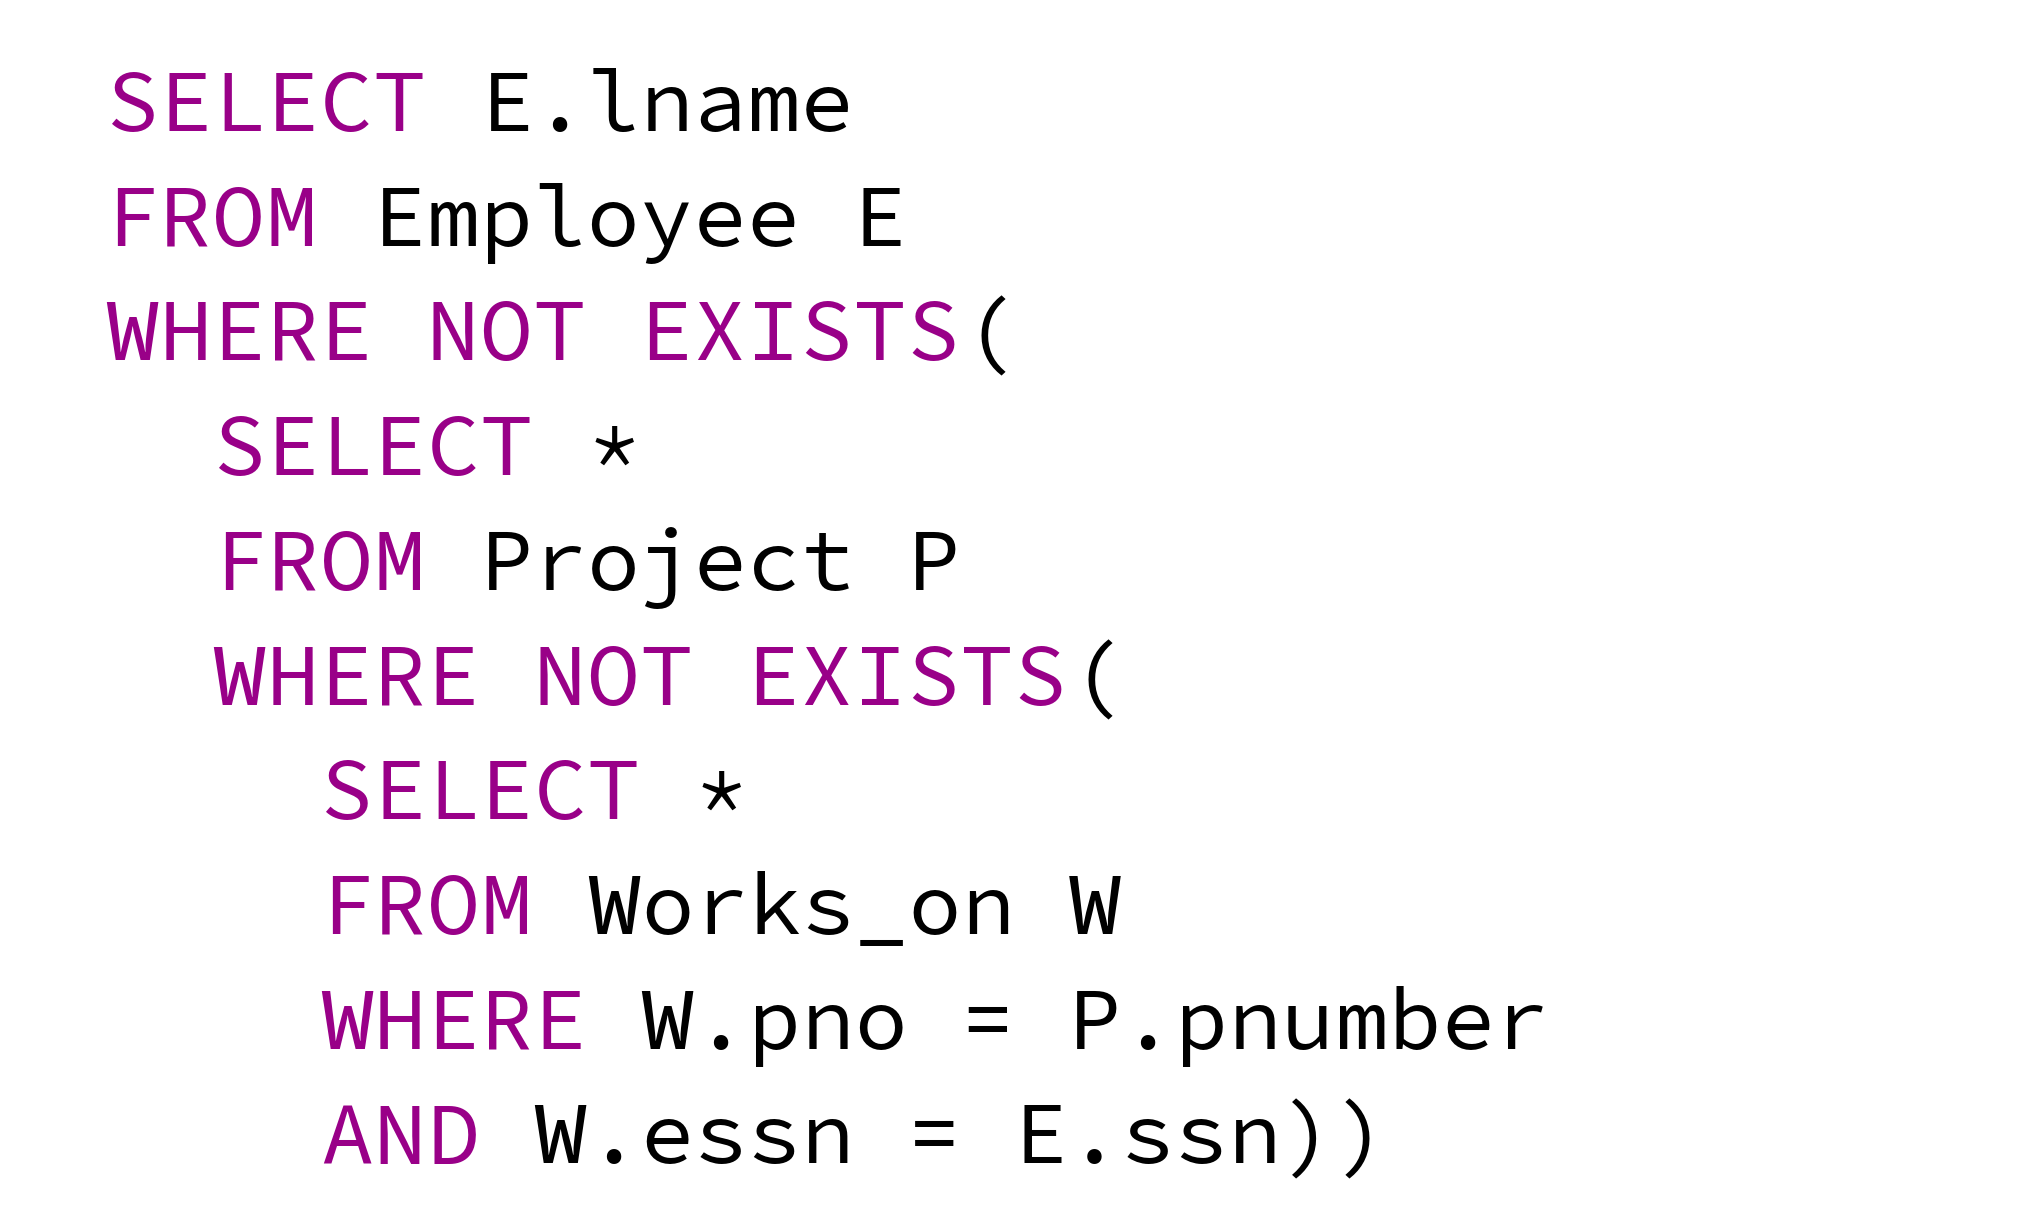 SELECT E.lname
FROM Employee E
WHERE NOT EXISTS(
  SELECT *
  FROM Project P
  WHERE NOT EXISTS(
    SELECT *
    FROM Works_on W
    WHERE W.pno = P.pnumber
    AND W.essn = E.ssn))